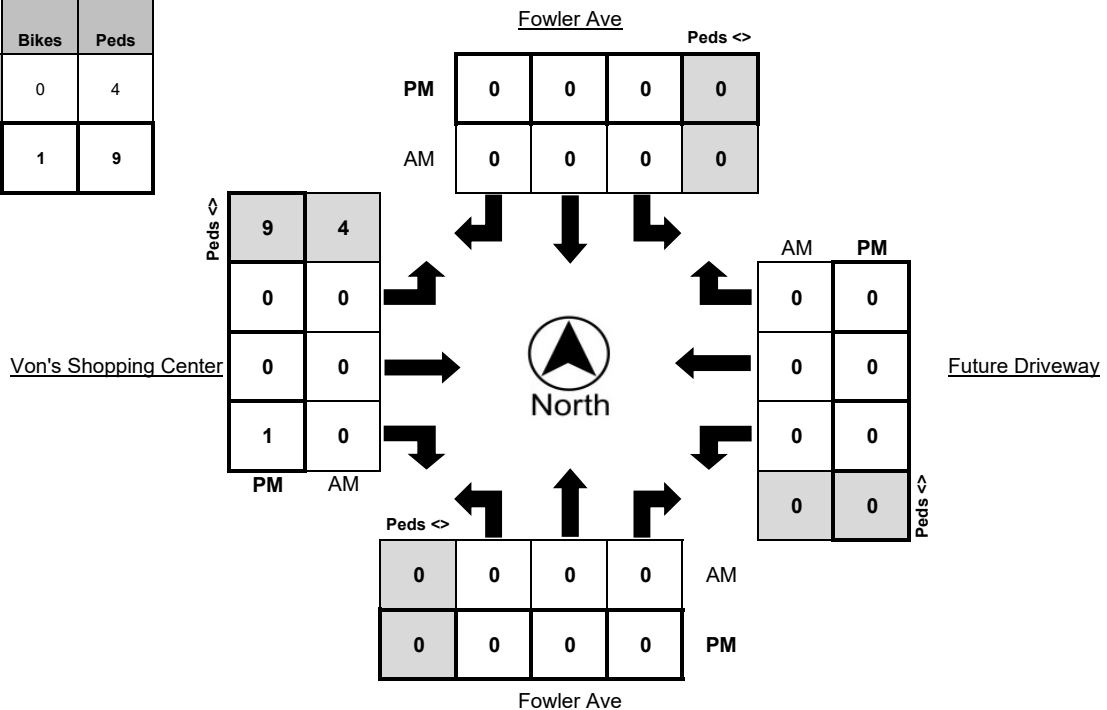 Fowler Ave
Bikes Peds
0 4
1 9
Peds <>
PM 0 0 0 0
AM 0 0 0 0
Peds <>
9 4
0 0
0 0
1 0
PM AM
Von's Shopping Center
North
AM PM
0 0
0 0
0 0
0 0
Peds <>
Future Driveway
Peds <>
0 0 0 0 AM
0 0 0 0 PM
Fowler Ave